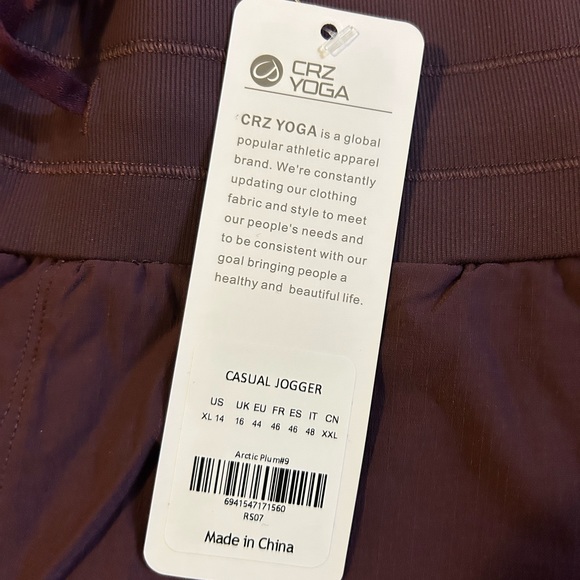 CRZ
YOGA
CRZ YOGA is a global
popular athletic apparel
brand. We're constantly
updating our clothing
fabric and style to meet
our people's needs and
to be consistent with our
goal bringing people a
healthy and beautiful life.
CASUAL JOGGER
US UK EU FR ES IT CN
XL 14 16 44 46 46 48 XXL
Arctic Plum#9
6941547171560
R507
Made in China